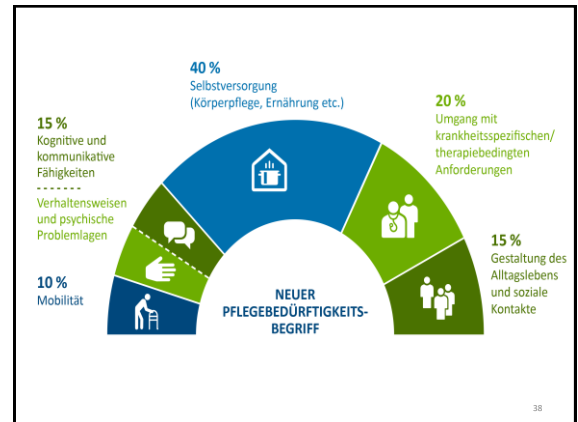 40 %
Selbstversorgung
(Körperpflege, Ernährung etc.)
20 %
Umgang mit
krankheitsspezifischen/
therapiebedingten
Anforderungen
15 %
Kognitive und
kommunikative
Fähigkeiten
Verhaltensweisen
und psychische
Problemlagen
10 %
Mobilität
15 %
Gestaltung des
Alltagslebens
und soziale
Kontakte
NEUER
PFLEGEBEDÜRFTIGKEITS-
BEGRIFF
38